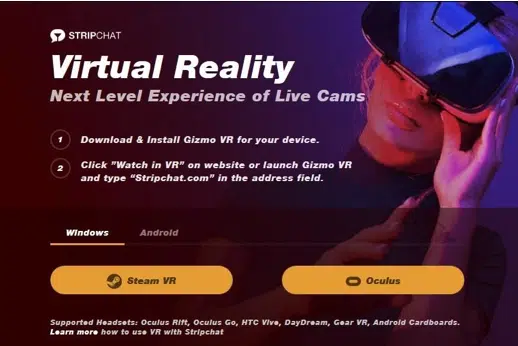 STRIPCHAT
Virtual Reality
Next Level Experience of Live Cams
1 Download & Install Gizmo VR for your device.
2 Click "Watch in VR" on website or launch Gizmo VR
and type “Stripchat.com” in the address field.
Windows Android
Steam VR Oculus
Supported Headsets: Oculus Rift, Oculus Go, HTC Vive, DayDream, Gear VR, Android Cardboards.
Learn more how to use VR with Stripchat